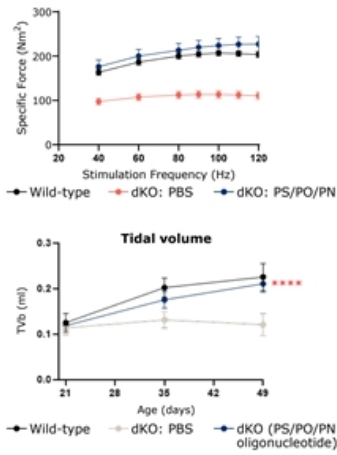 Specific Force (Nm²)
300
200
100
0
20 40 60 80 100 120
Stimulation Frequency (Hz)
Wild-type dKO: PBS dKO: PS/PO/PN
Tidal volume
TVb (ml)
0.3
0.2
0.1
0.0
****
21 28 35 42 49
Age (days)
Wild-type dKO: PBS dKO (PS/PO/PN
oligonucleotide)